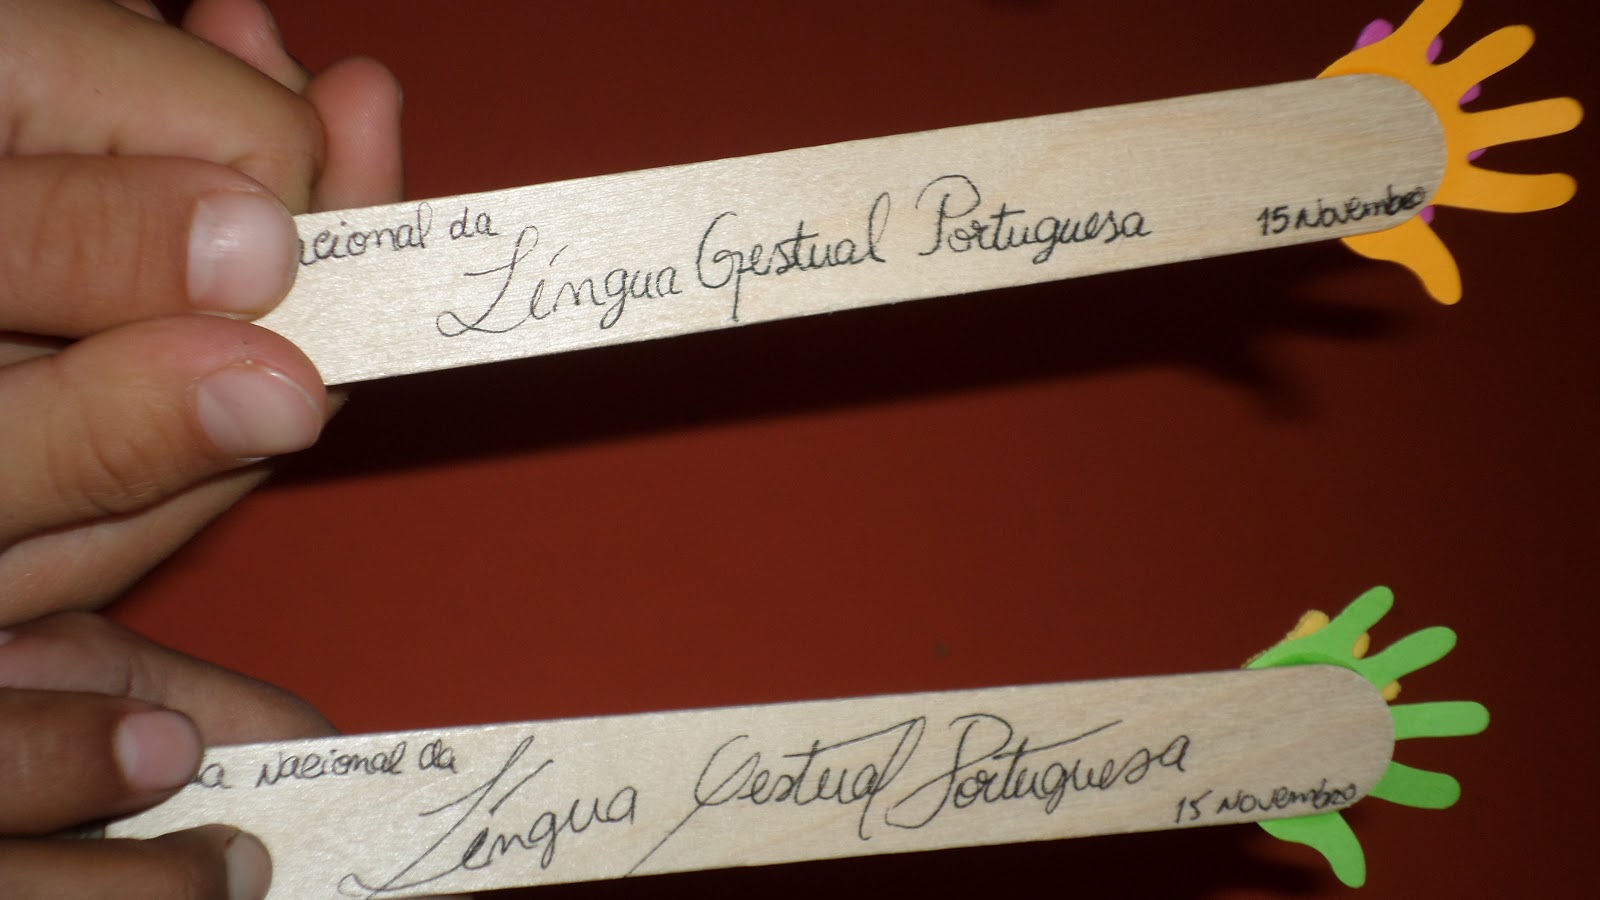 acional da
Língua Gestual Portuguesa
15 Novembro
a Nacional da
Língua Gestual Portuguesa
15 Novembro